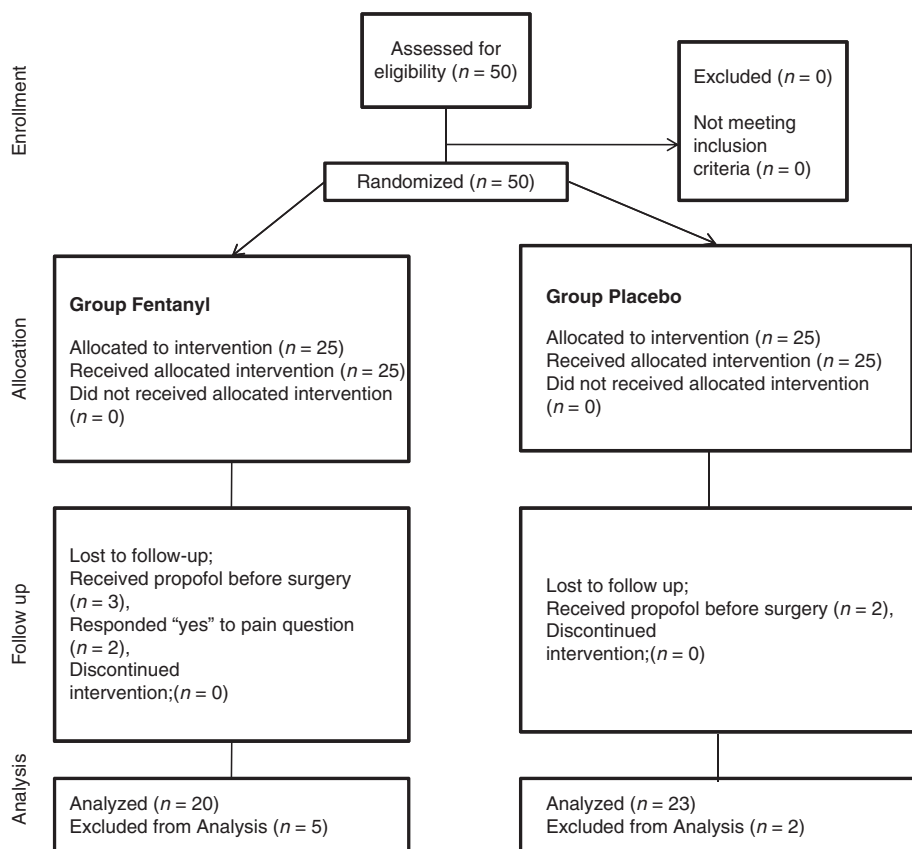 Enrollment
Assessed for
eligibility (n = 50)
Excluded (n = 0)
Not meeting
inclusion
criteria (n = 0)
Randomized (n = 50)
Allocation
Group Fentanyl
Allocated to intervention (n = 25)
Received allocated intervention (n = 25)
Did not received allocated intervention
(n = 0)
Group Placebo
Allocated to intervention (n = 25)
Received allocated intervention (n = 25)
Did not received allocated intervention
(n = 0)
Follow up
Lost to follow-up;
Received propofol before surgery
(n = 3),
Responded “yes” to pain question
(n = 2),
Discontinued
intervention;(n = 0)
Lost to follow up;
Received propofol before surgery (n = 2),
Discontinued
intervention;(n = 0)
Analysis
Analyzed (n = 20)
Excluded from Analysis (n = 5)
Analyzed (n = 23)
Excluded from Analysis (n = 2)